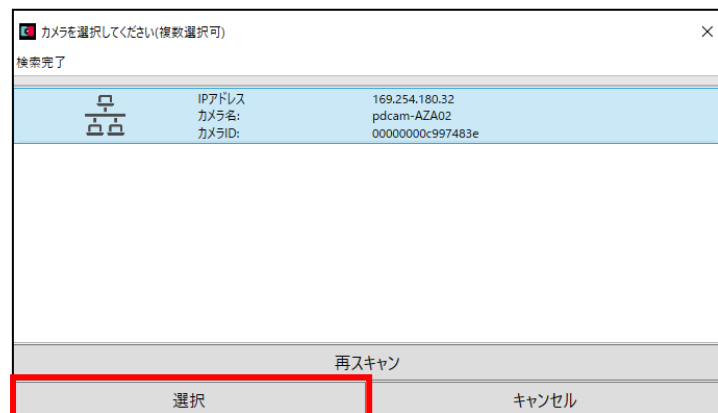 カメラを選択してください(複数選択可)
検索完了
IPアドレス 169.254.180.32
カメラ名: pdcam-AZA02
カメラID: 00000000c997483e
再スキャン
選択 キャンセル